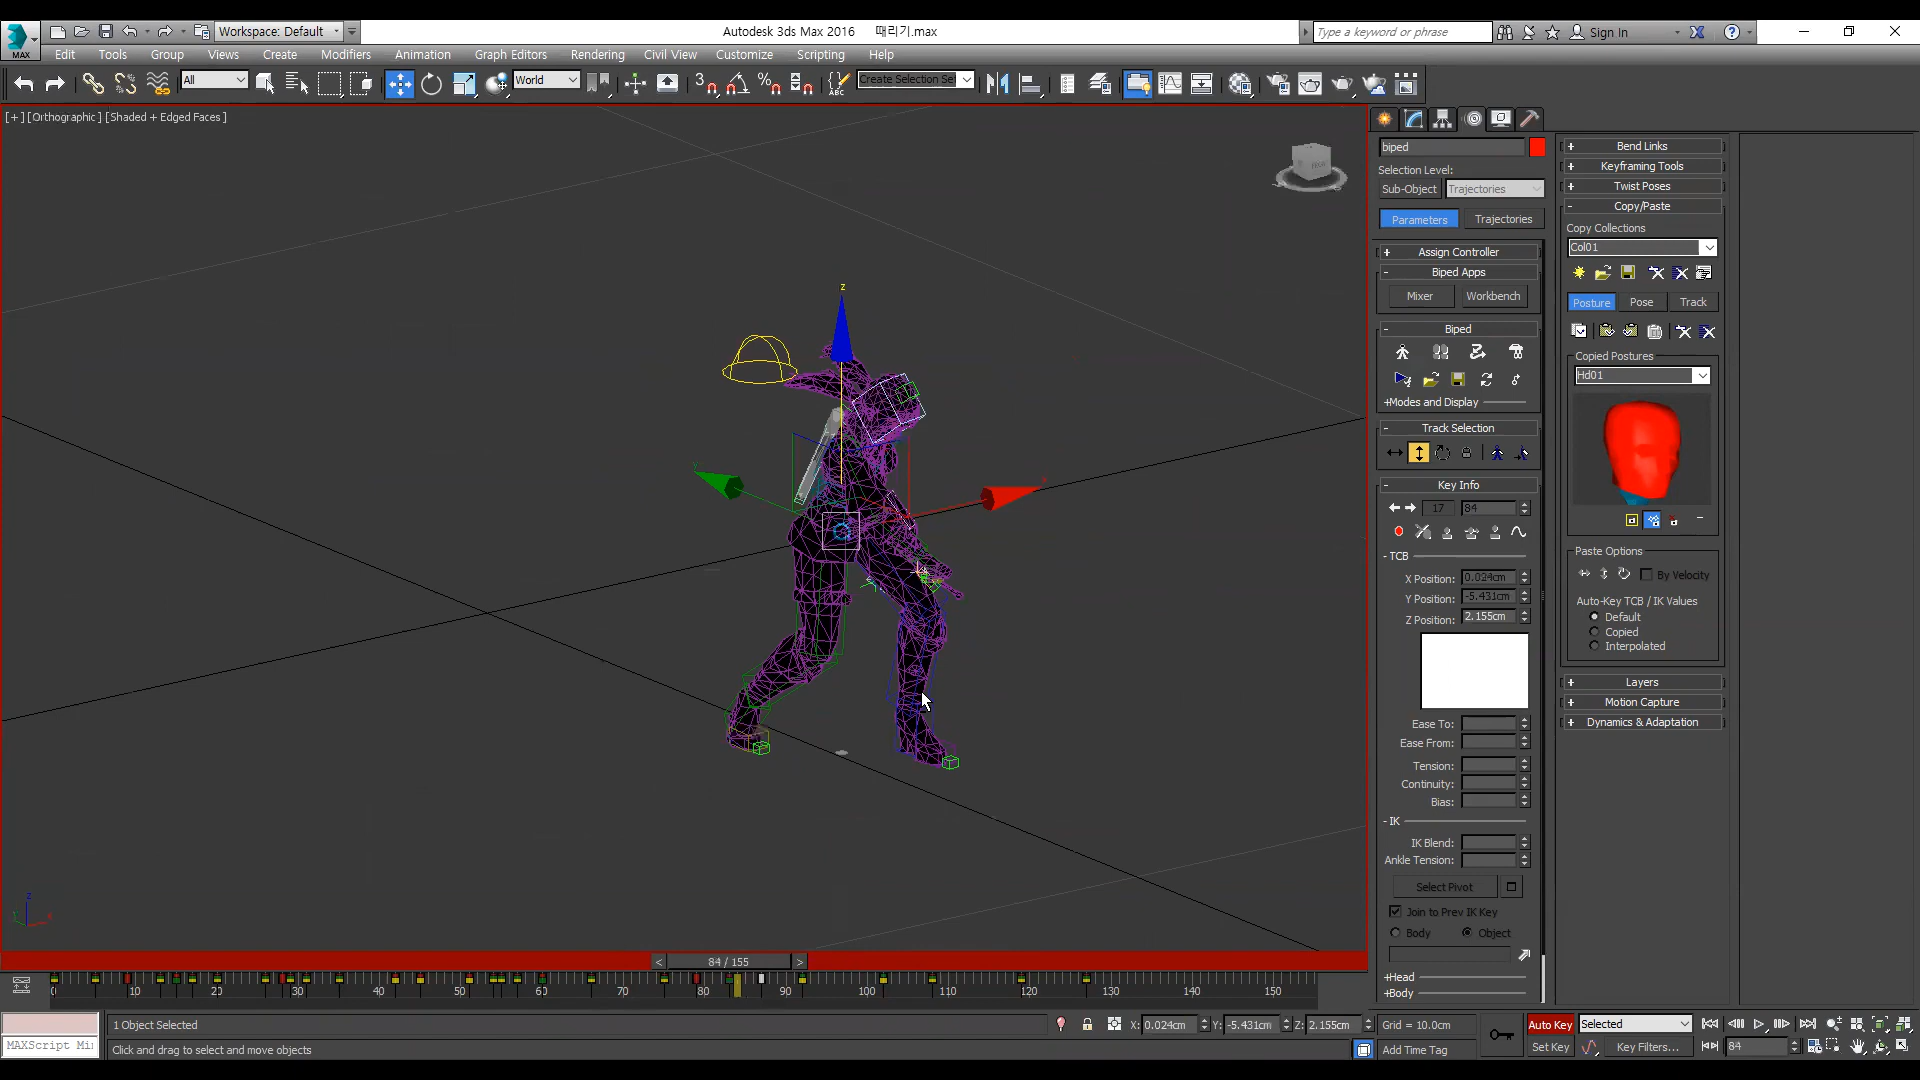 MAX
Workspace: Default
Autodesk 3ds Max 2016 때리기.max
Type a keyword or phrase
Sign In
Edit Tools Group Views Create Modifiers Animation Graph Editors Rendering Civil View Customize Scripting Help
All
World
Create Selection Se
[+] [Orthographic] [Shaded + Edged Faces]
z
biped
Selection Level:
Sub-Object Trajectories
Parameters Trajectories
+ Assign Controller
- Biped Apps
Mixer Workbench
- Biped
+Modes and Display
- Track Selection
- Key Info
17 84
- TCB
X Position: 0.024cm
Y Position: -5.431cm
Z Position: 2.155cm
Ease To:
Ease From:
Tension:
Continuity:
Bias:
- IK
IK Blend:
Ankle Tension:
Select Pivot
Join to Prev IK Key
Body Object
+Head
+Body
+ Bend Links
+ Keyframing Tools
+ Twist Poses
- Copy/Paste
Copy Collections
Col01
Posture Pose Track
Copied Postures
Hd01
Paste Options
By Velocity
Auto-Key TCB / IK Values
Default
Copied
Interpolated
+ Layers
+ Motion Capture
+ Dynamics & Adaptation
< 84 / 155 >
0 10 20 30 40 50 60 70 80 90 100 110 120 130 140 150
1 Object Selected
X: 0.024cm Y: -5.431cm Z: 2.155cm Grid = 10.0cm
Auto Key Selected
MAXScript Mi
Click and drag to select and move objects
Add Time Tag
Set Key Key Filters... 84